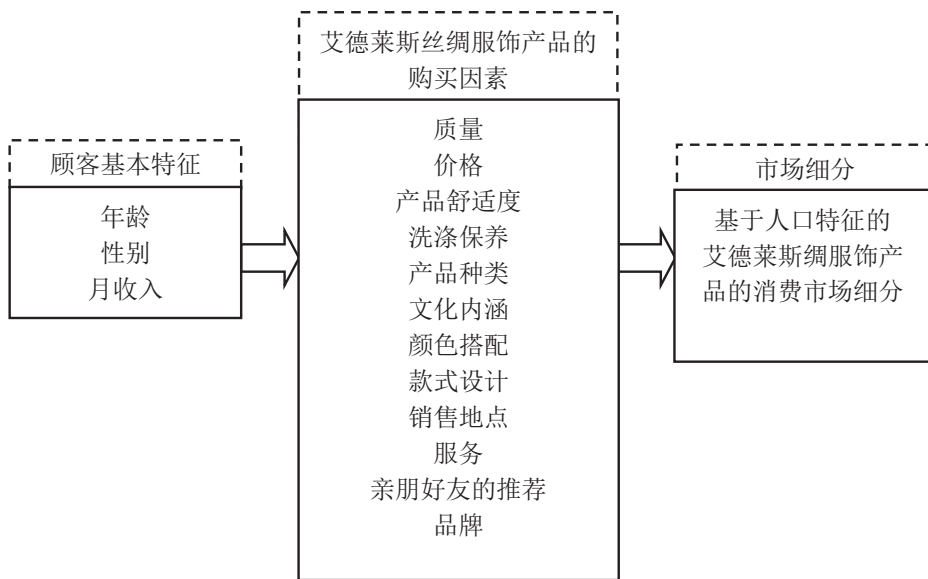 顾客基本特征
年龄
性别
月收入
艾德莱斯丝绸服饰产品的
购买因素
质量
价格
产品舒适度
洗涤保养
产品种类
文化内涵
颜色搭配
款式设计
销售地点
服务
亲朋好友的推荐
品牌
市场细分
基于人口特征的
艾德莱斯绸服饰产
品的消费市场细分